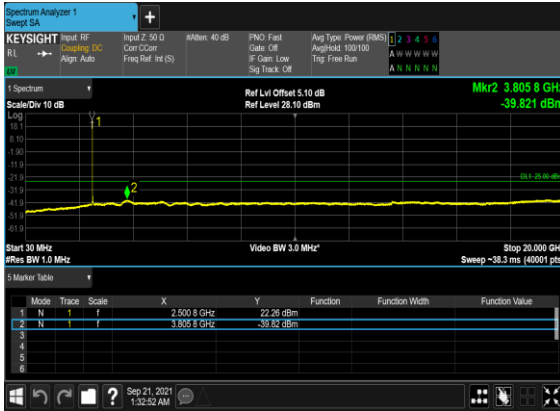 Spectrum Analyzer 1
Swept SA
+
KEYSIGHT Input: RF Input Z: 50 Ω #Atten: 40 dB PNO: Fast Avg Type: Power (RMS) 1 2 3 4 5 6
RL Coupling: DC Corr CCorr Gate: Off Avg|Hold: 100/100 A W W W W W
Align: Auto Freq Ref: Int (S) IF Gain: Low Trig: Free Run
Sig Track: Off A N N N N N
1 Spectrum Ref Lvl Offset 5.10 dB Mkr2 3.805 8 GHz
Scale/Div 10 dB Ref Level 28.10 dBm -39.821 dBm
Log
18.1
8.10
-1.90
-11.9
-21.9
-31.9
-41.9
-51.9
-61.9
1
2
DL1 -25.00 dBm
Start 30 MHz Video BW 3.0 MHz* Stop 20.000 GHz
#Res BW 1.0 MHz Sweep ~38.3 ms (40001 pts
5 Marker Table
Mode Trace Scale X Y Function Function Width Function Value
1 N 1 f 2.500 8 GHz 22.26 dBm
2 N 1 f 3.805 8 GHz -39.82 dBm
3
4
5
6
? Sep 21, 2021
1:32:52 AM